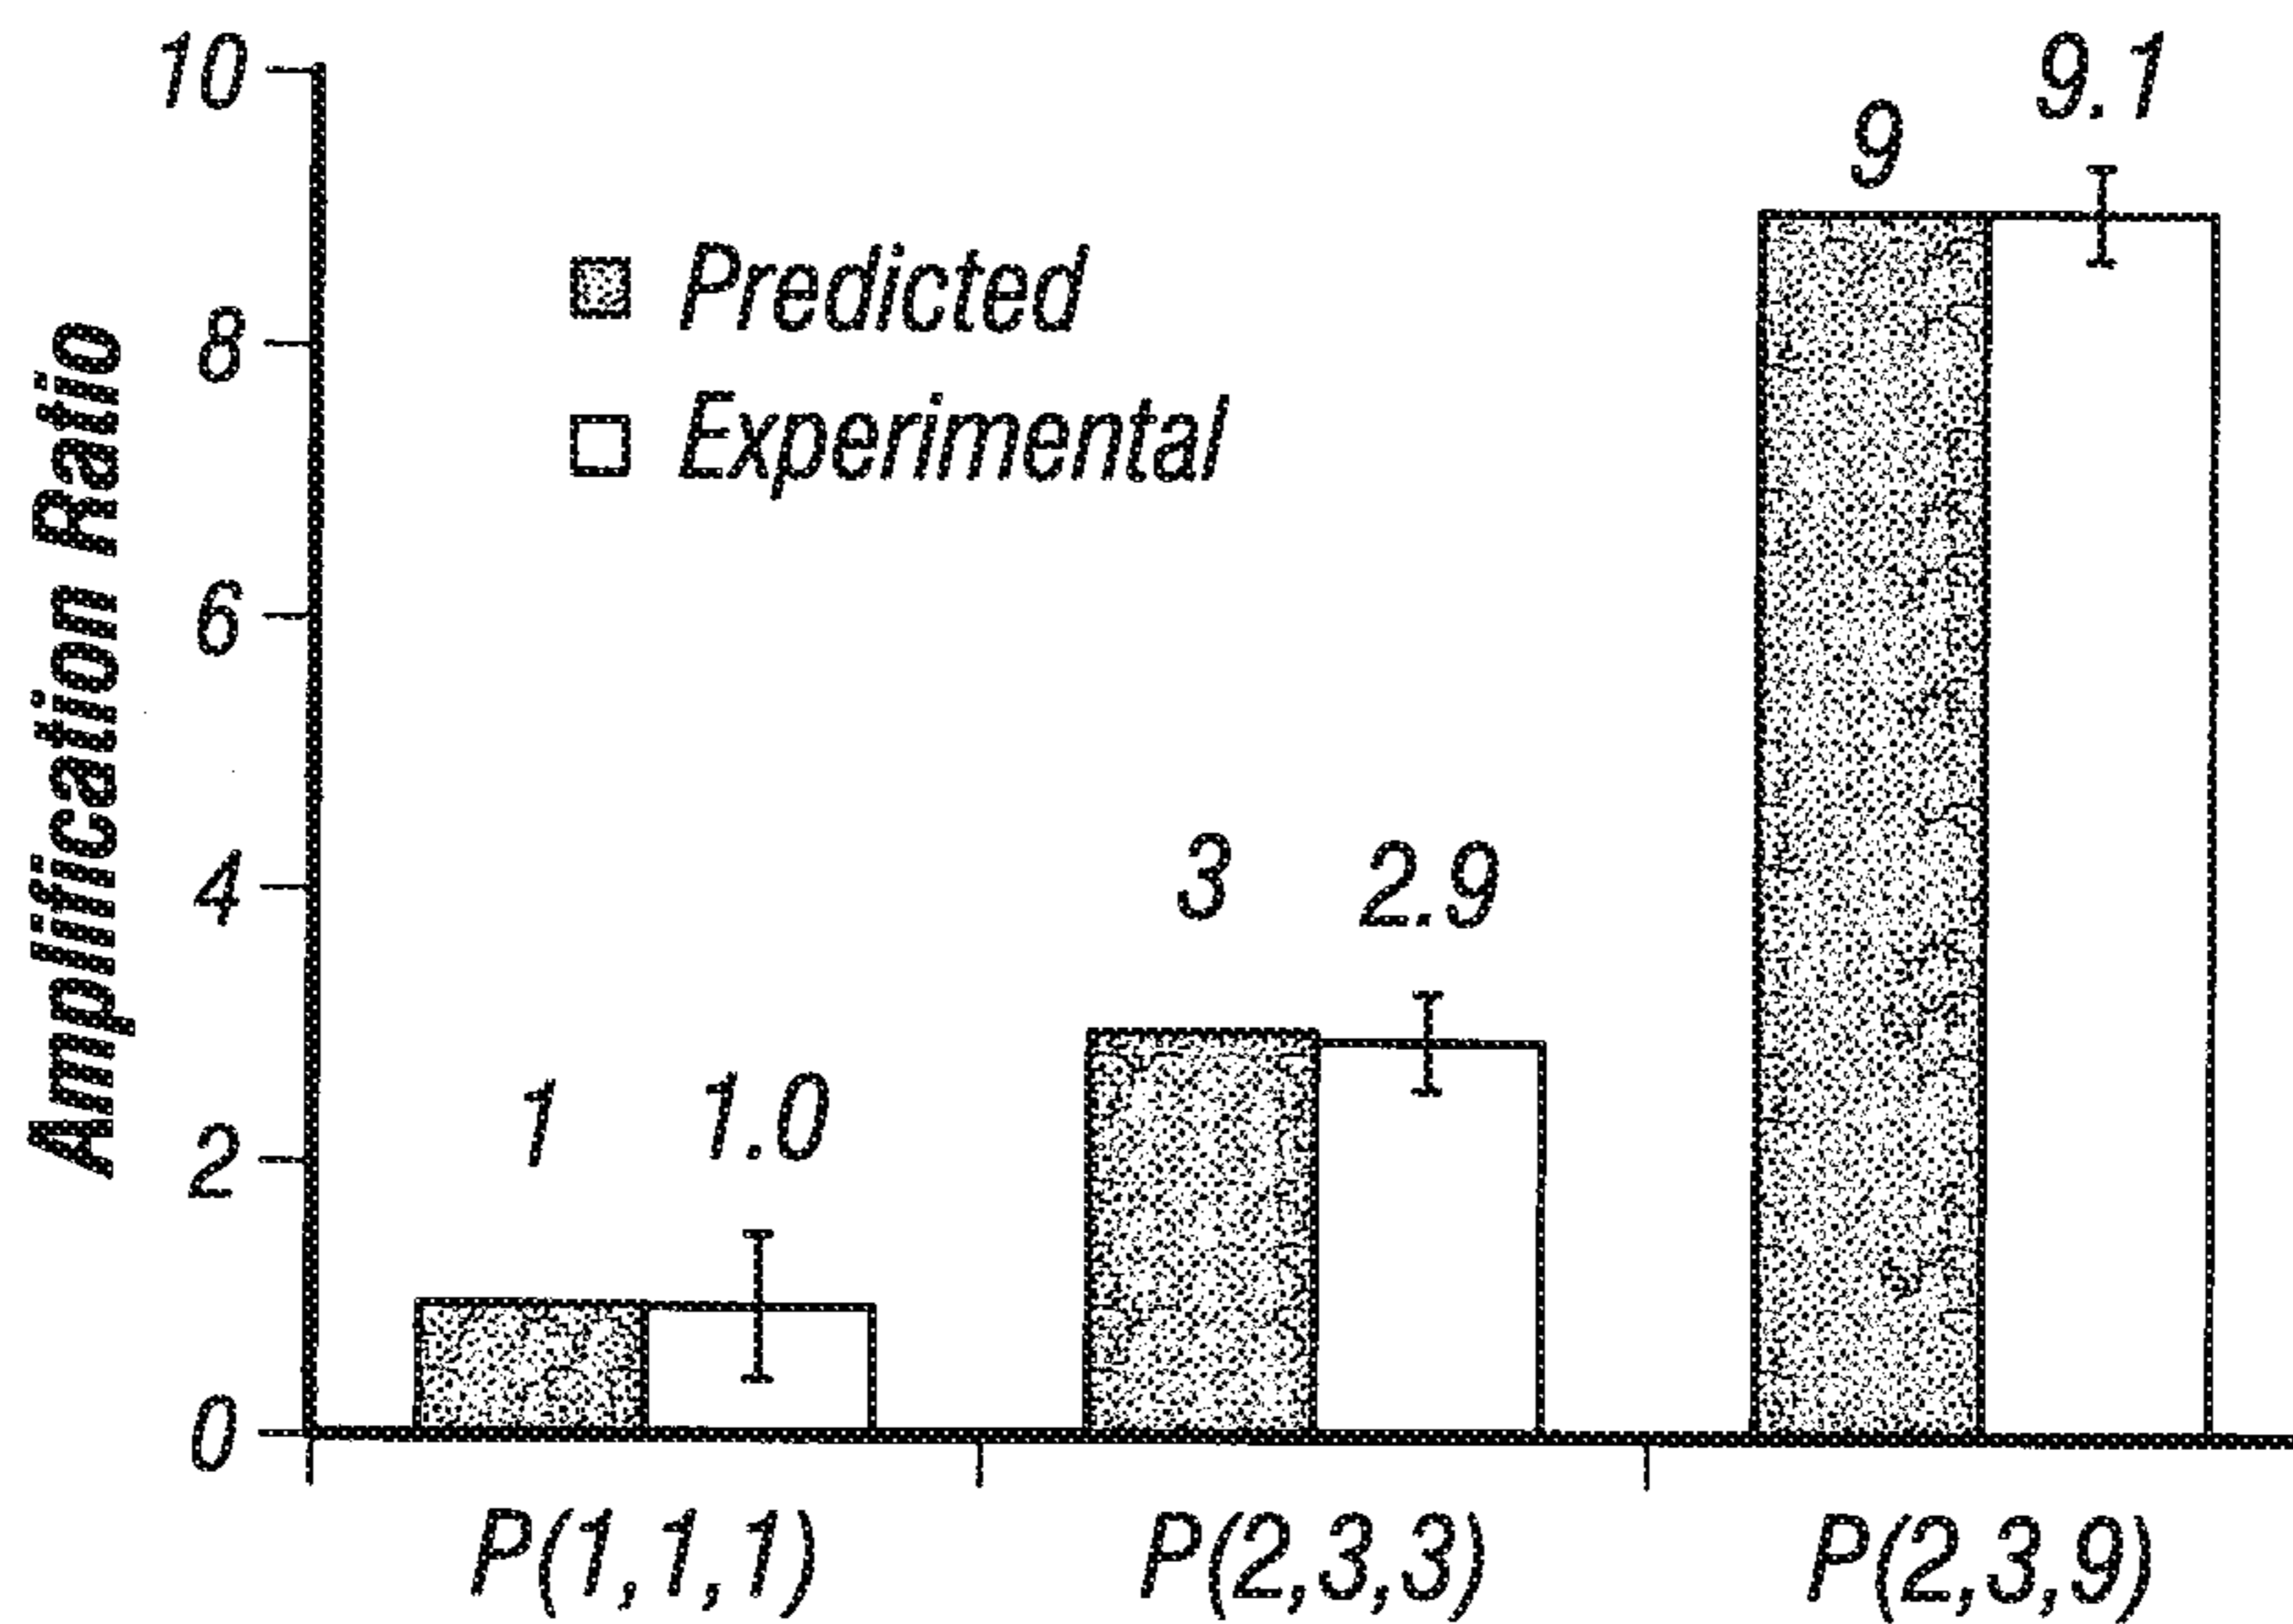 Amplification Ratio
10
8
6
4
2
0
Predicted
Experimental
1
1.0
3
2.9
9
9.1
P(1,1,1)
P(2,3,3)
P(2,3,9)